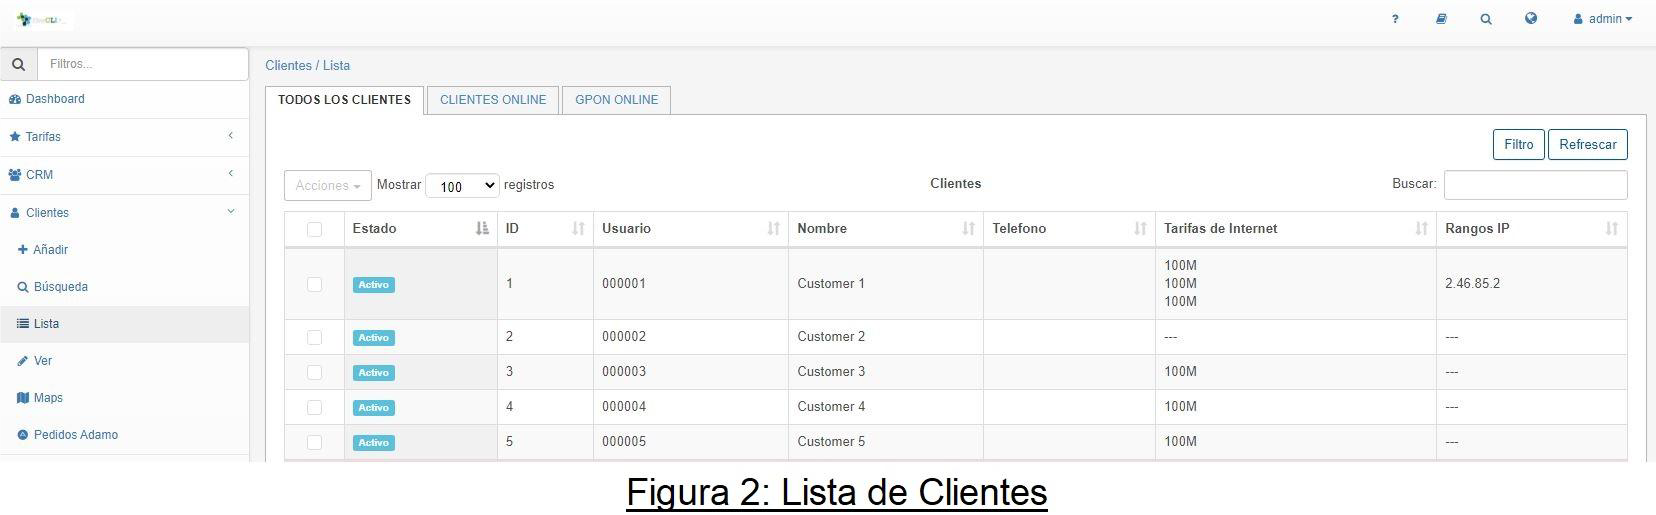 ? admin
Filtros...
Clientes / Lista
Dashboard
TODOS LOS CLIENTES CLIENTES ONLINE GPON ONLINE
Tarifas
Filtro Refrescar
CRM
Acciones Mostrar 100 registros Clientes Buscar:
Clientes
Estado ID Usuario Nombre Telefono Tarifas de Internet Rangos IP
Añadir
100M
Búsqueda
Activo 1 000001 Customer 1 100M 2.46.85.2
100M
Lista
Activo 2 000002 Customer 2 --- ---
Ver
Activo 3 000003 Customer 3 100M ---
Maps
Activo 4 000004 Customer 4 100M ---
Pedidos Adamo
Activo 5 000005 Customer 5 100M ---
Figura 2: Lista de Clientes